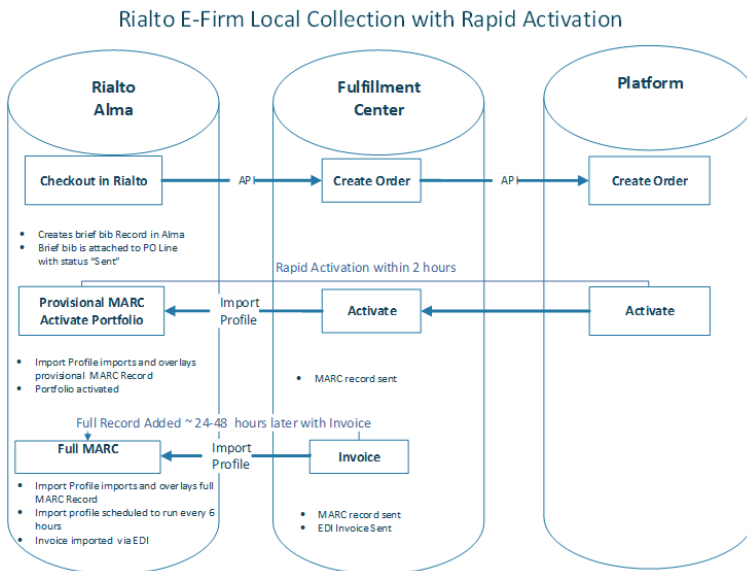 Rialto E-Firm Local Collection with Rapid Activation
Rialto
Alma
Fulfillment
Center
Platform
Checkout in Rialto
API
Create Order
API
Create Order
• Creates brief bib Record in Alma
• Brief bib is attached to PO Line
with status “Sent”
Rapid Activation within 2 hours
Provisional MARC
Activate Portfolio
Import
Profile
Activate
Activate
• Import Profile imports and overlays
provisional MARC Record
• Portfolio activated
• MARC record sent
Full Record Added ~24-48 hours later with Invoice
Full MARC
Import
Profile
Invoice
• Import Profile imports and overlays full
MARC Record
• Import profile scheduled to run every 6
hours
• Invoice imported via EDI
• MARC record sent
• EDI Invoice Sent